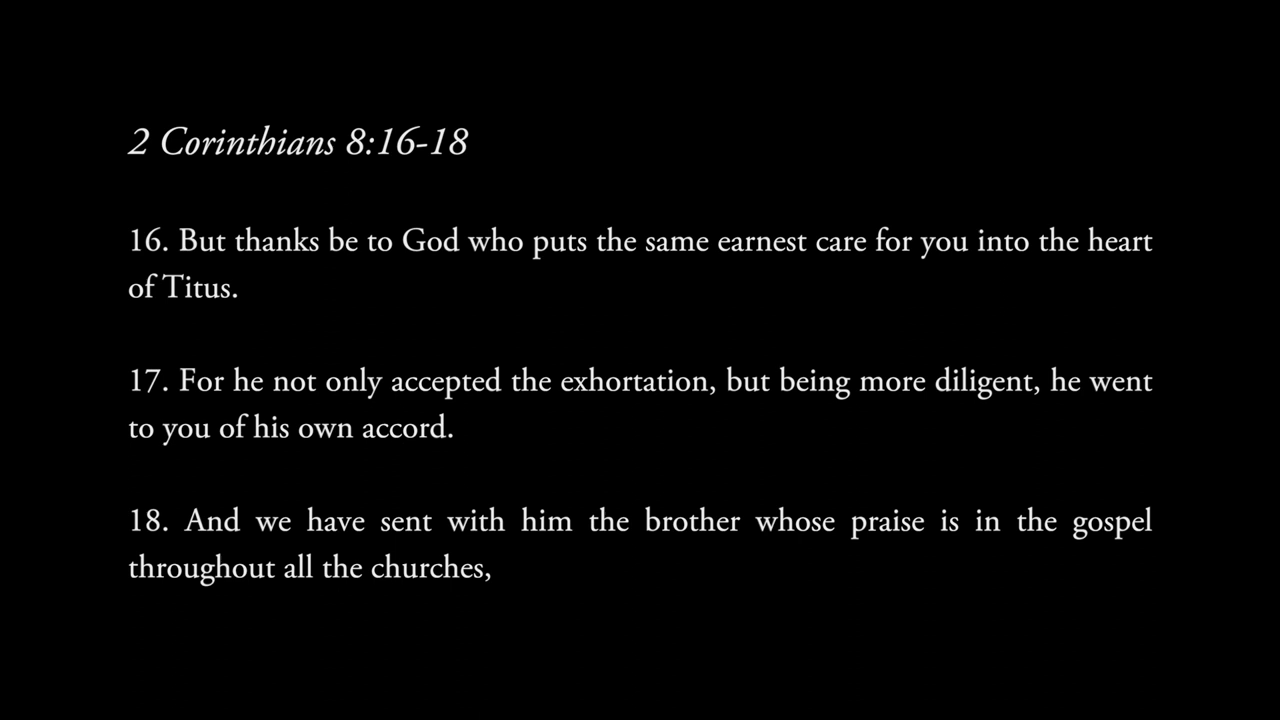 2 Corinthians 8:16-18
16. But thanks be to God who puts the same earnest care for you into the heart
of Titus.
17. For he not only accepted the exhortation, but being more diligent, he went
to you of his own accord.
18. And we have sent with him the brother whose praise is in the gospel
throughout all the churches,